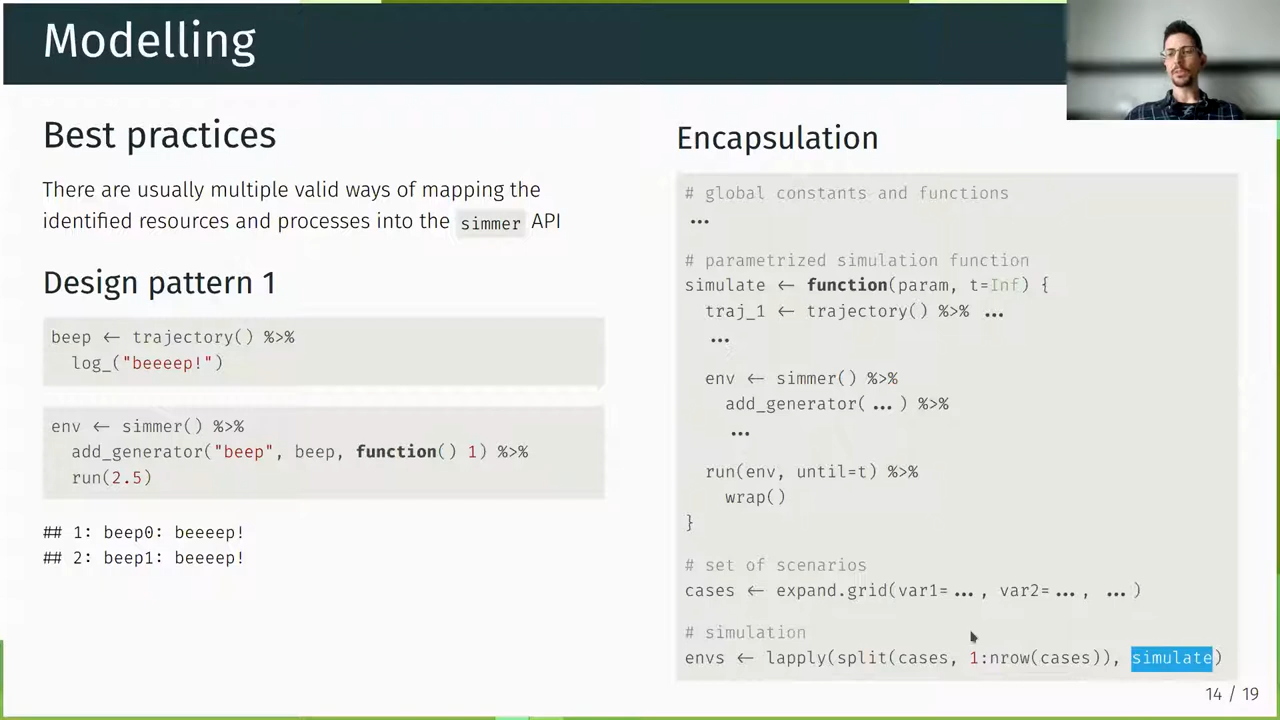 Modelling
Best practices
There are usually multiple valid ways of mapping the
identified resources and processes into the simmer API
Design pattern 1
beep ← trajectory() %>%
  log_("beeeep!")
env ← simmer() %>%
  add_generator("beep", beep, function() 1) %>%
  run(2.5)
## 1: beep0: beeeep!
## 2: beep1: beeeep!
Encapsulation
# global constants and functions
...
# parametrized simulation function
simulate ← function(param, t=Inf) {
  traj_1 ← trajectory() %>% ...
  ...
  env ← simmer() %>%
    add_generator( ... ) %>%
    ...
  run(env, until=t) %>%
    wrap()
}
# set of scenarios
cases ← expand.grid(var1= ... , var2= ... , ... )
# simulation
envs ← lapply(split(cases, 1:nrow(cases)), simulate)
14 / 19